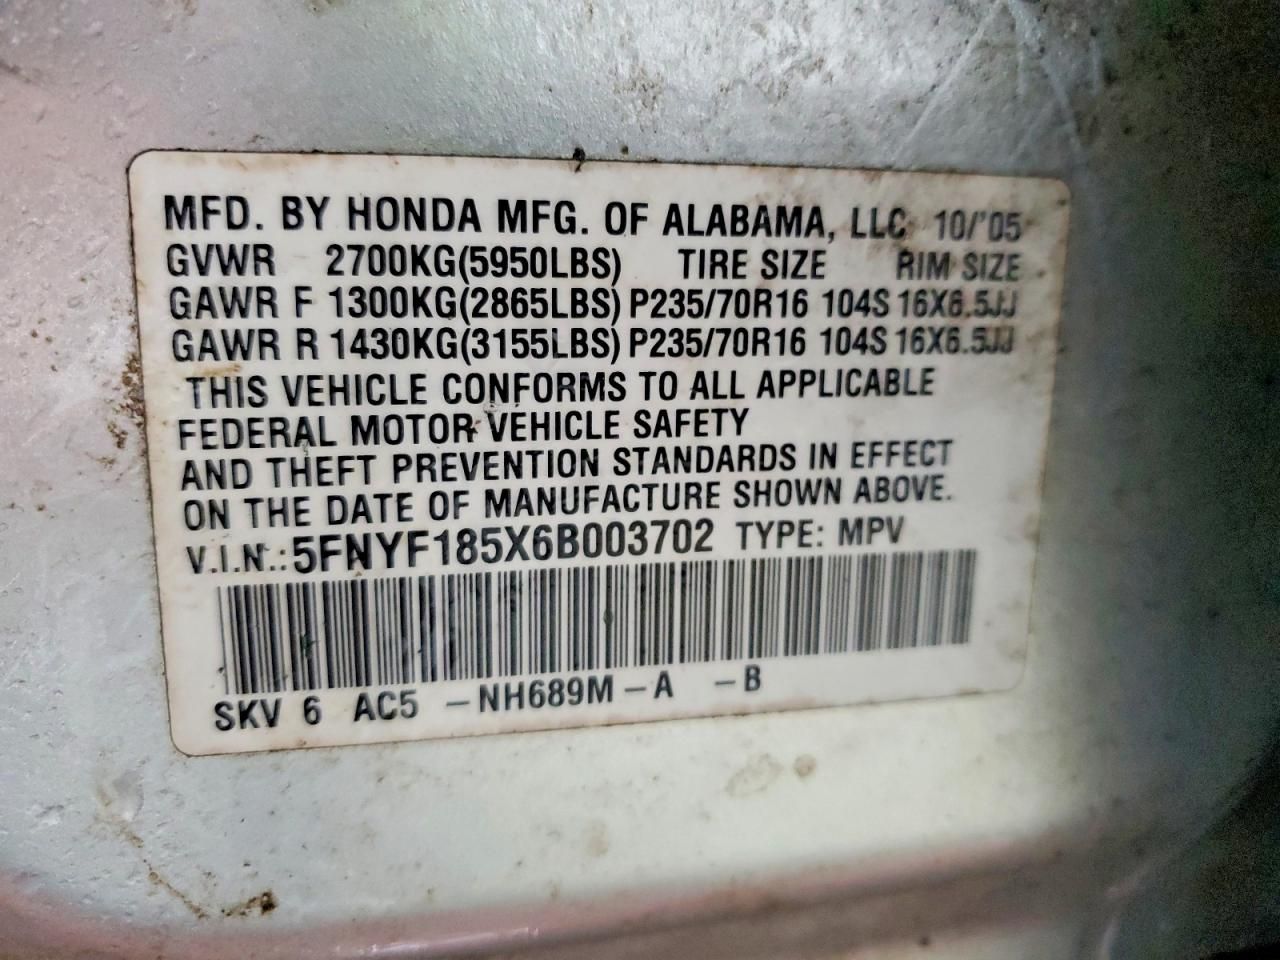 MFD. BY HONDA MFG. OF ALABAMA, LLC 10/'05
GVWR 2700KG(5950LBS) TIRE SIZE RIM SIZE
GAWR F 1300KG(2865LBS) P235/70R16 104S 16X6.5JJ
GAWR R 1430KG(3155LBS) P235/70R16 104S 16X6.5JJ
THIS VEHICLE CONFORMS TO ALL APPLICABLE
FEDERAL MOTOR VEHICLE SAFETY
AND THEFT PREVENTION STANDARDS IN EFFECT
ON THE DATE OF MANUFACTURE SHOWN ABOVE.
V.I.N.: 5FNYF185X6B003702 TYPE: MPV
SKV 6 AC5 -NH689M-A -B